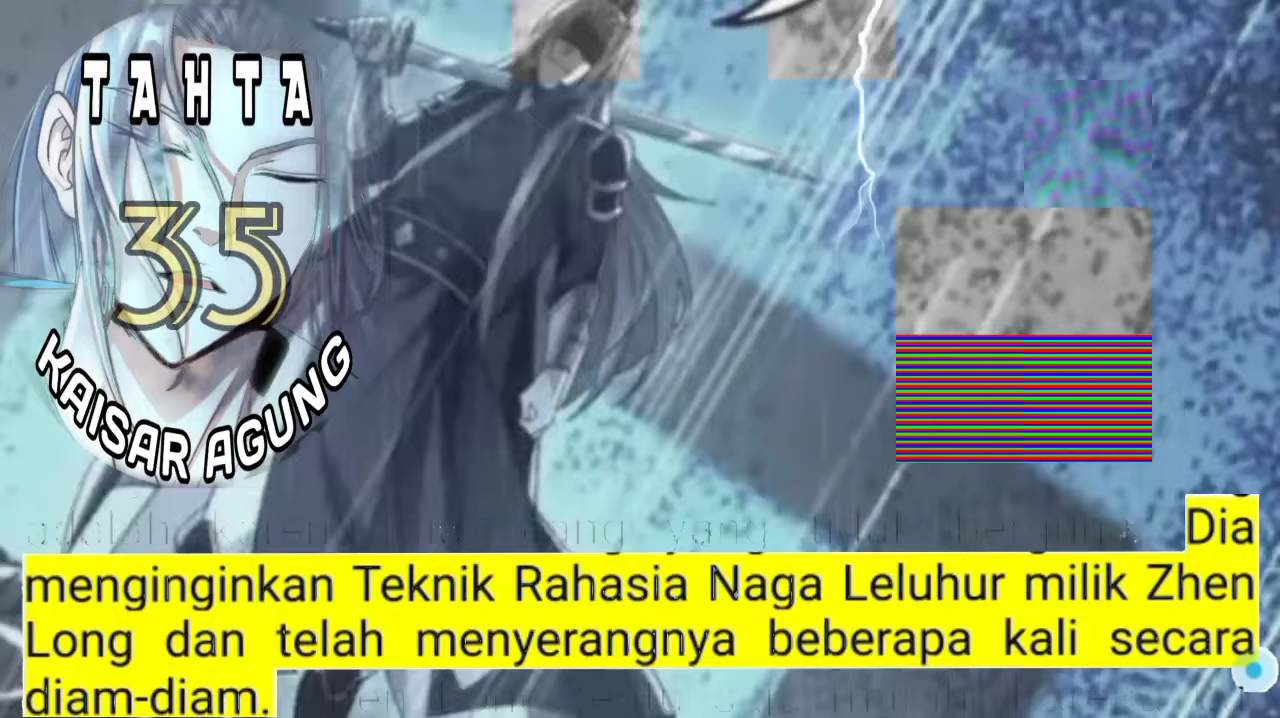 TAHTA
35
KAISAR AGUNG
Dia
menginginkan Teknik Rahasia Naga Leluhur milik Zhen
Long dan telah menyerangnya beberapa kali secara
diam-diam.